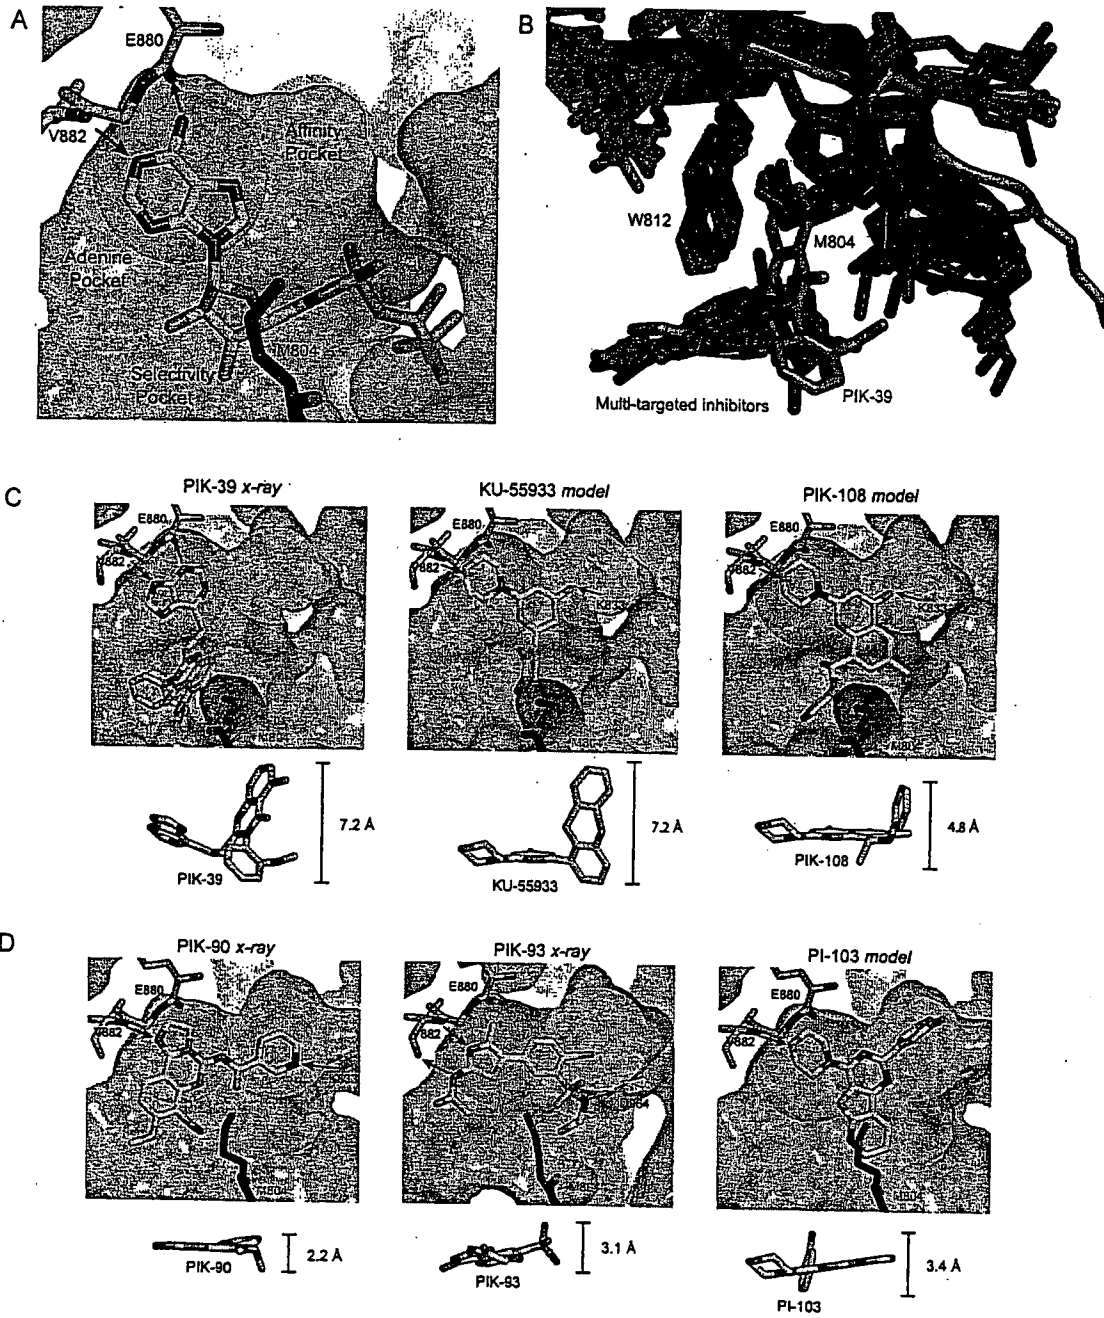 A
E880
V882
Affinity
Pocket
Adenine
Pocket
M804
Selectivity
Pocket
B
W812
M804
Multi-targeted inhibitors
PIK-39
C
PIK-39 x-ray
KU-55933 model
PIK-108 model
E880
E880
E880
7.2 Å
7.2 Å
4.8 Å
PIK-39
KU-55933
PIK-108
D
PIK-90 x-ray
PIK-93 x-ray
PI-103 model
E880
E880
E880
M804
2.2 Å
3.1 Å
3.4 Å
PIK-90
PIK-93
PI-103